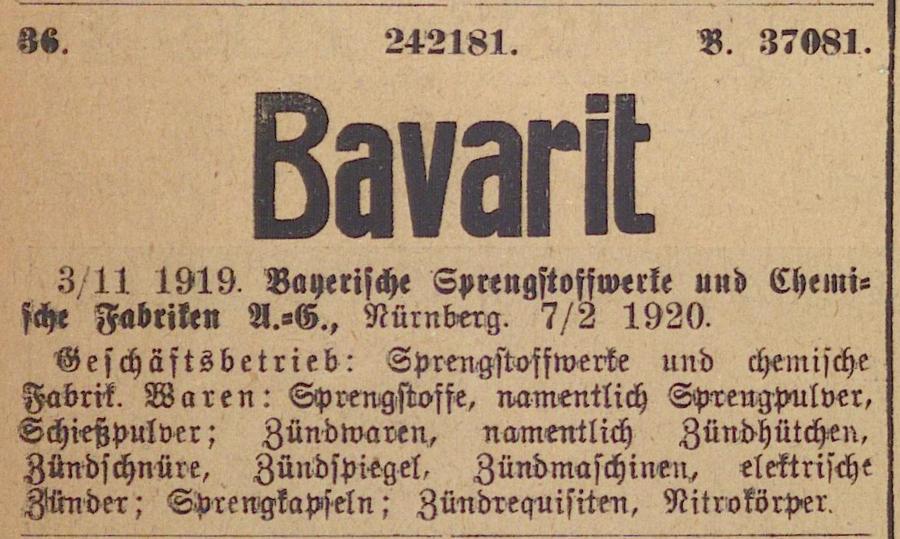 36. 242181. B. 37081.
Bavarit
3/11 1919. Bayerische Sprengstoffwerke und Chemi-
sche Fabriken A.-G., Nürnberg. 7/2 1920.
Geschäftsbetrieb: Sprengstoffwerke und chemische
Fabrik. Waren: Sprengstoffe, namentlich Sprengpulver,
Schießpulver; Zündwaren, namentlich Zündhütchen,
Zündschnüre, Zündspiegel, Zündmaschinen, elektrische
Zünder; Sprengkapseln; Zündrequisiten, Nitrokörper.